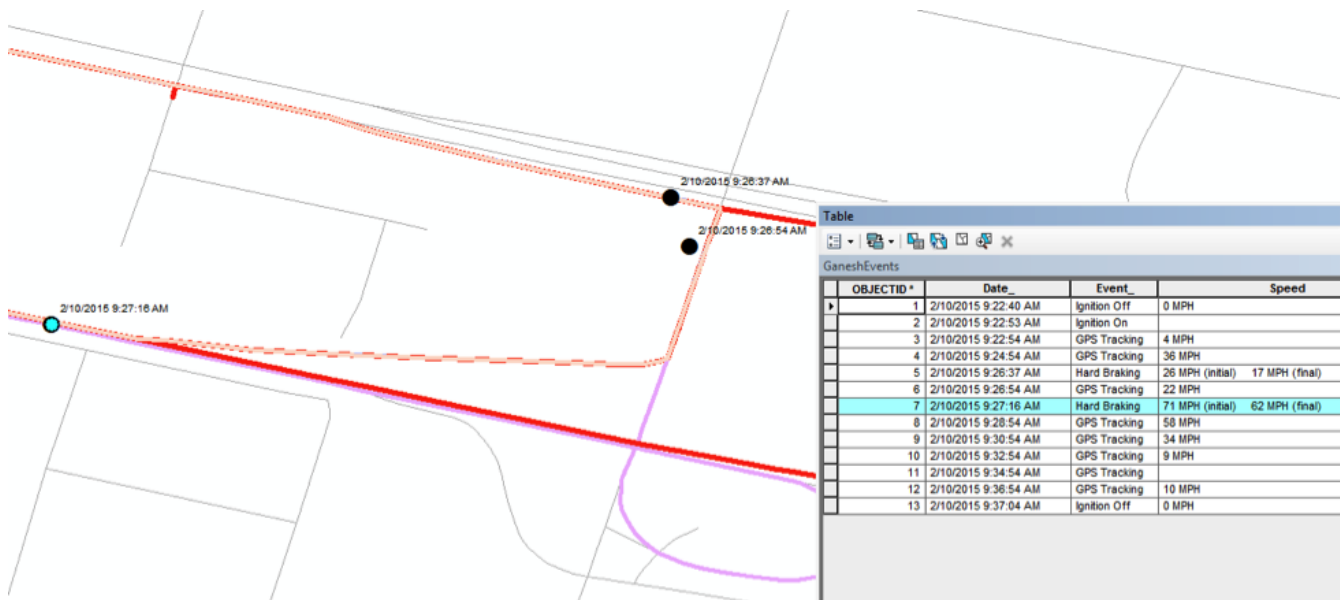 2/10/2015 9:26:37 AM
2/10/2015 9:26:54 AM
2/10/2015 9:27:16 AM
Table
GaneshEvents
OBJECTID * Date_ Event_ Speed
1 2/10/2015 9:22:40 AM Ignition Off 0 MPH
2 2/10/2015 9:22:53 AM Ignition On
3 2/10/2015 9:22:54 AM GPS Tracking 4 MPH
4 2/10/2015 9:24:54 AM GPS Tracking 36 MPH
5 2/10/2015 9:26:37 AM Hard Braking 26 MPH (initial) 17 MPH (final)
6 2/10/2015 9:26:54 AM GPS Tracking 22 MPH
7 2/10/2015 9:27:16 AM Hard Braking 71 MPH (initial) 62 MPH (final)
8 2/10/2015 9:28:54 AM GPS Tracking 58 MPH
9 2/10/2015 9:30:54 AM GPS Tracking 34 MPH
10 2/10/2015 9:32:54 AM GPS Tracking 9 MPH
11 2/10/2015 9:34:54 AM GPS Tracking
12 2/10/2015 9:36:54 AM GPS Tracking 10 MPH
13 2/10/2015 9:37:04 AM Ignition Off 0 MPH